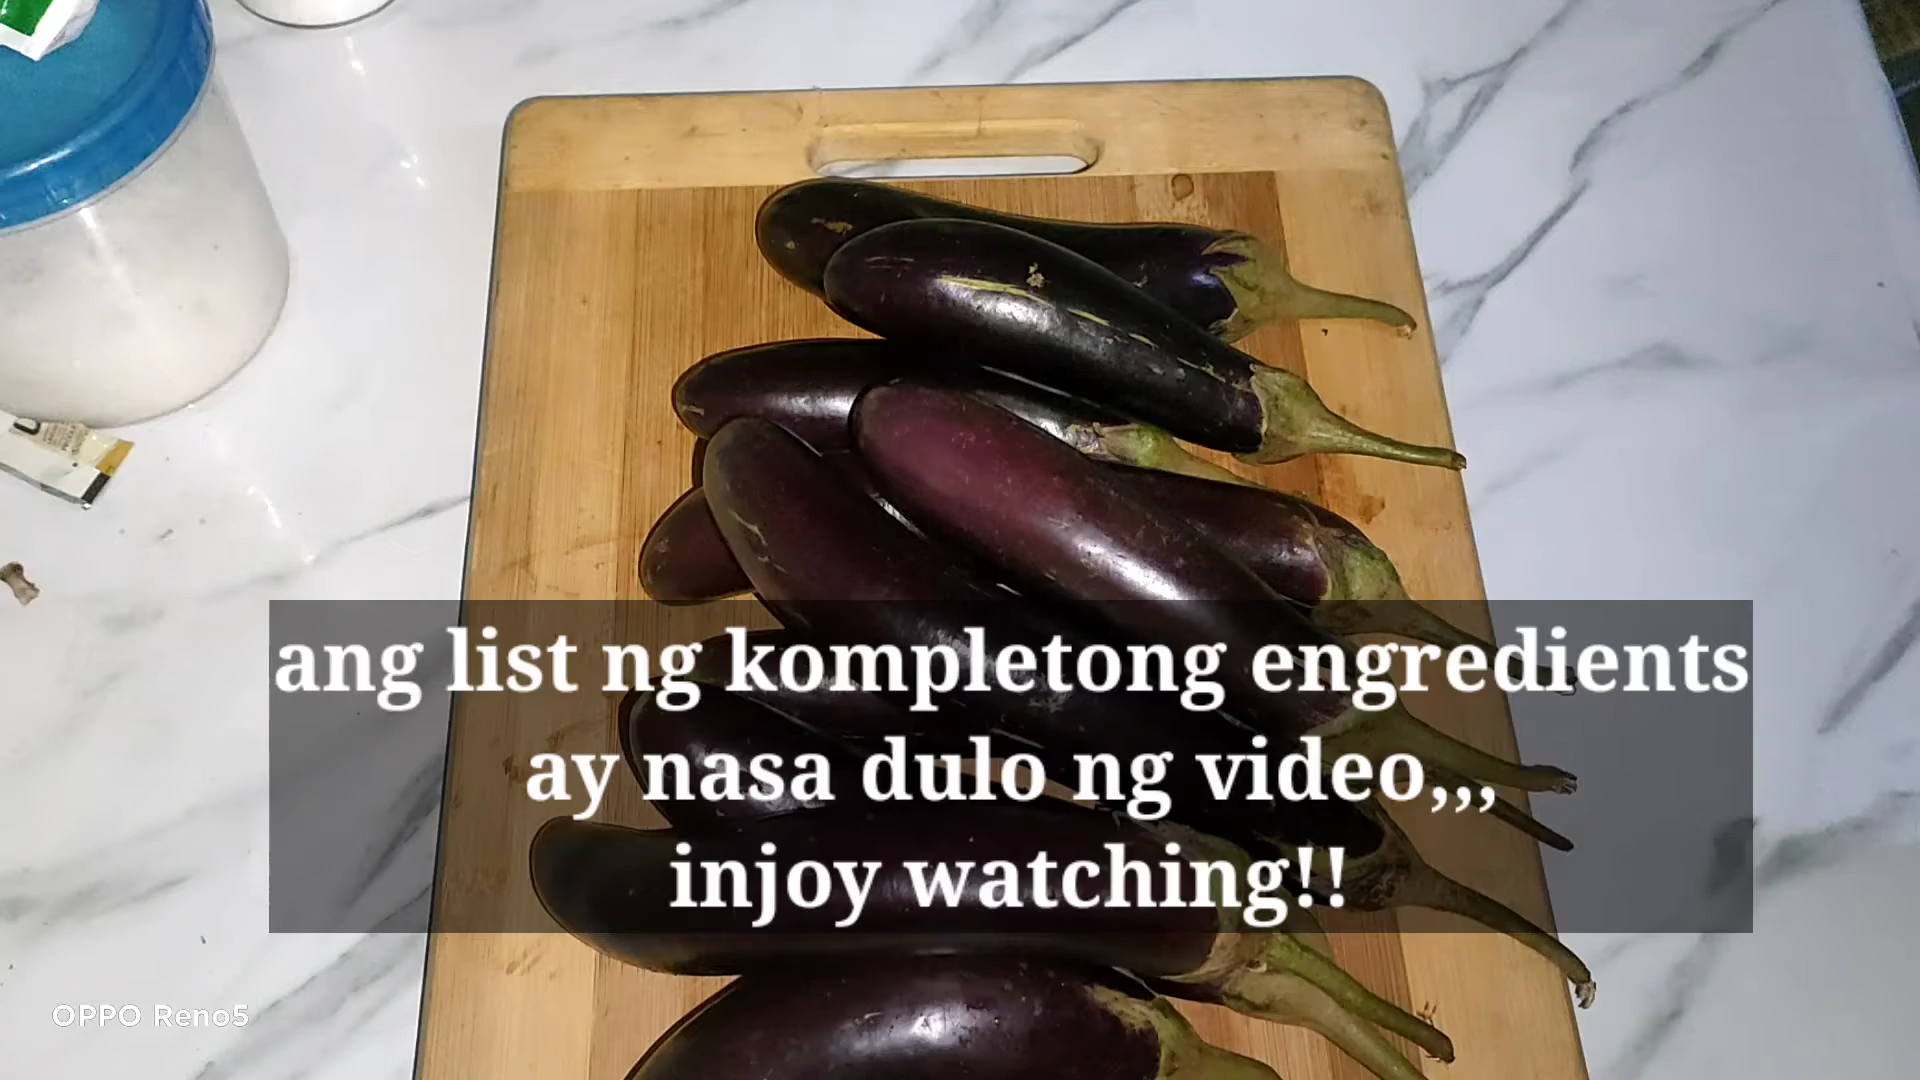 ang list ng kompletong engredients
ay nasa dulo ng video,,,
injoy watching!!
OPPO Reno5